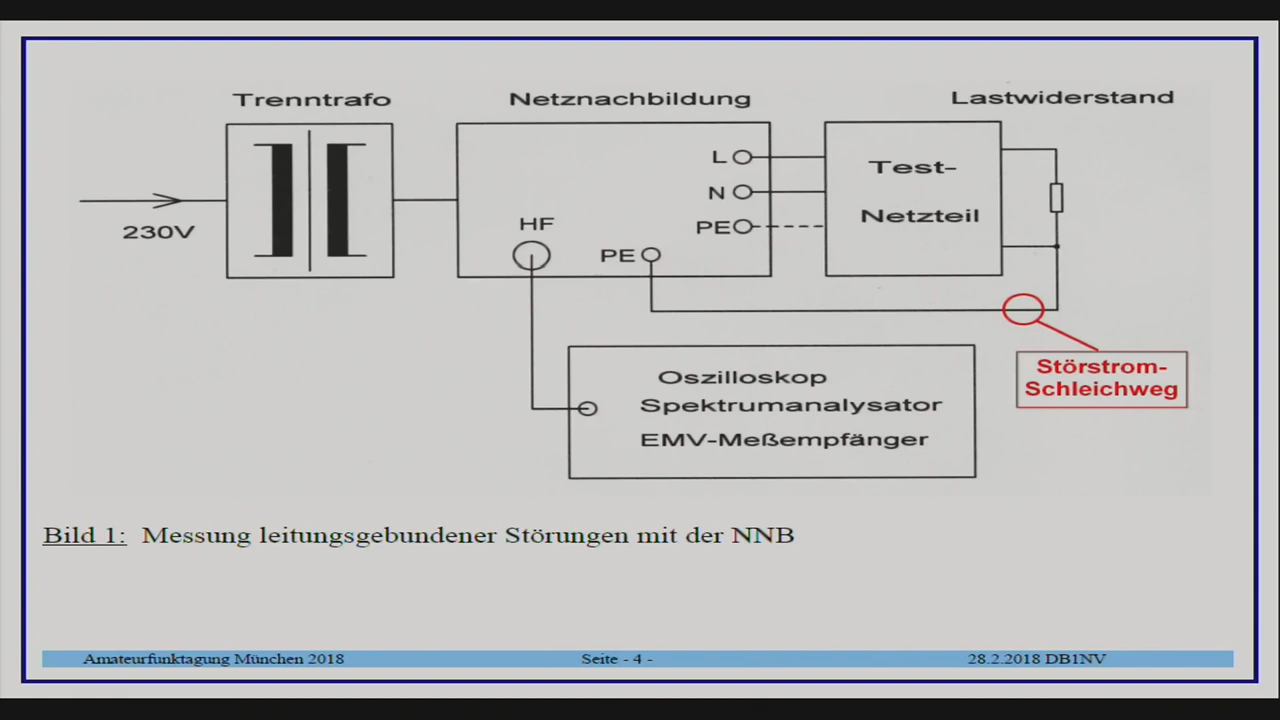 Trenntrafo
Netznachbildung
Lastwiderstand
230V
HF
L
N
PE
PE
Test-
Netzteil
Störstrom-
Schleichweg
Oszilloskop
Spektrumanalysator
EMV-Meßempfänger
Bild 1: Messung leitungsgebundener Störungen mit der NNB
Amateurfunktagung München 2018
Seite - 4 -
28.2.2018 DB1NV